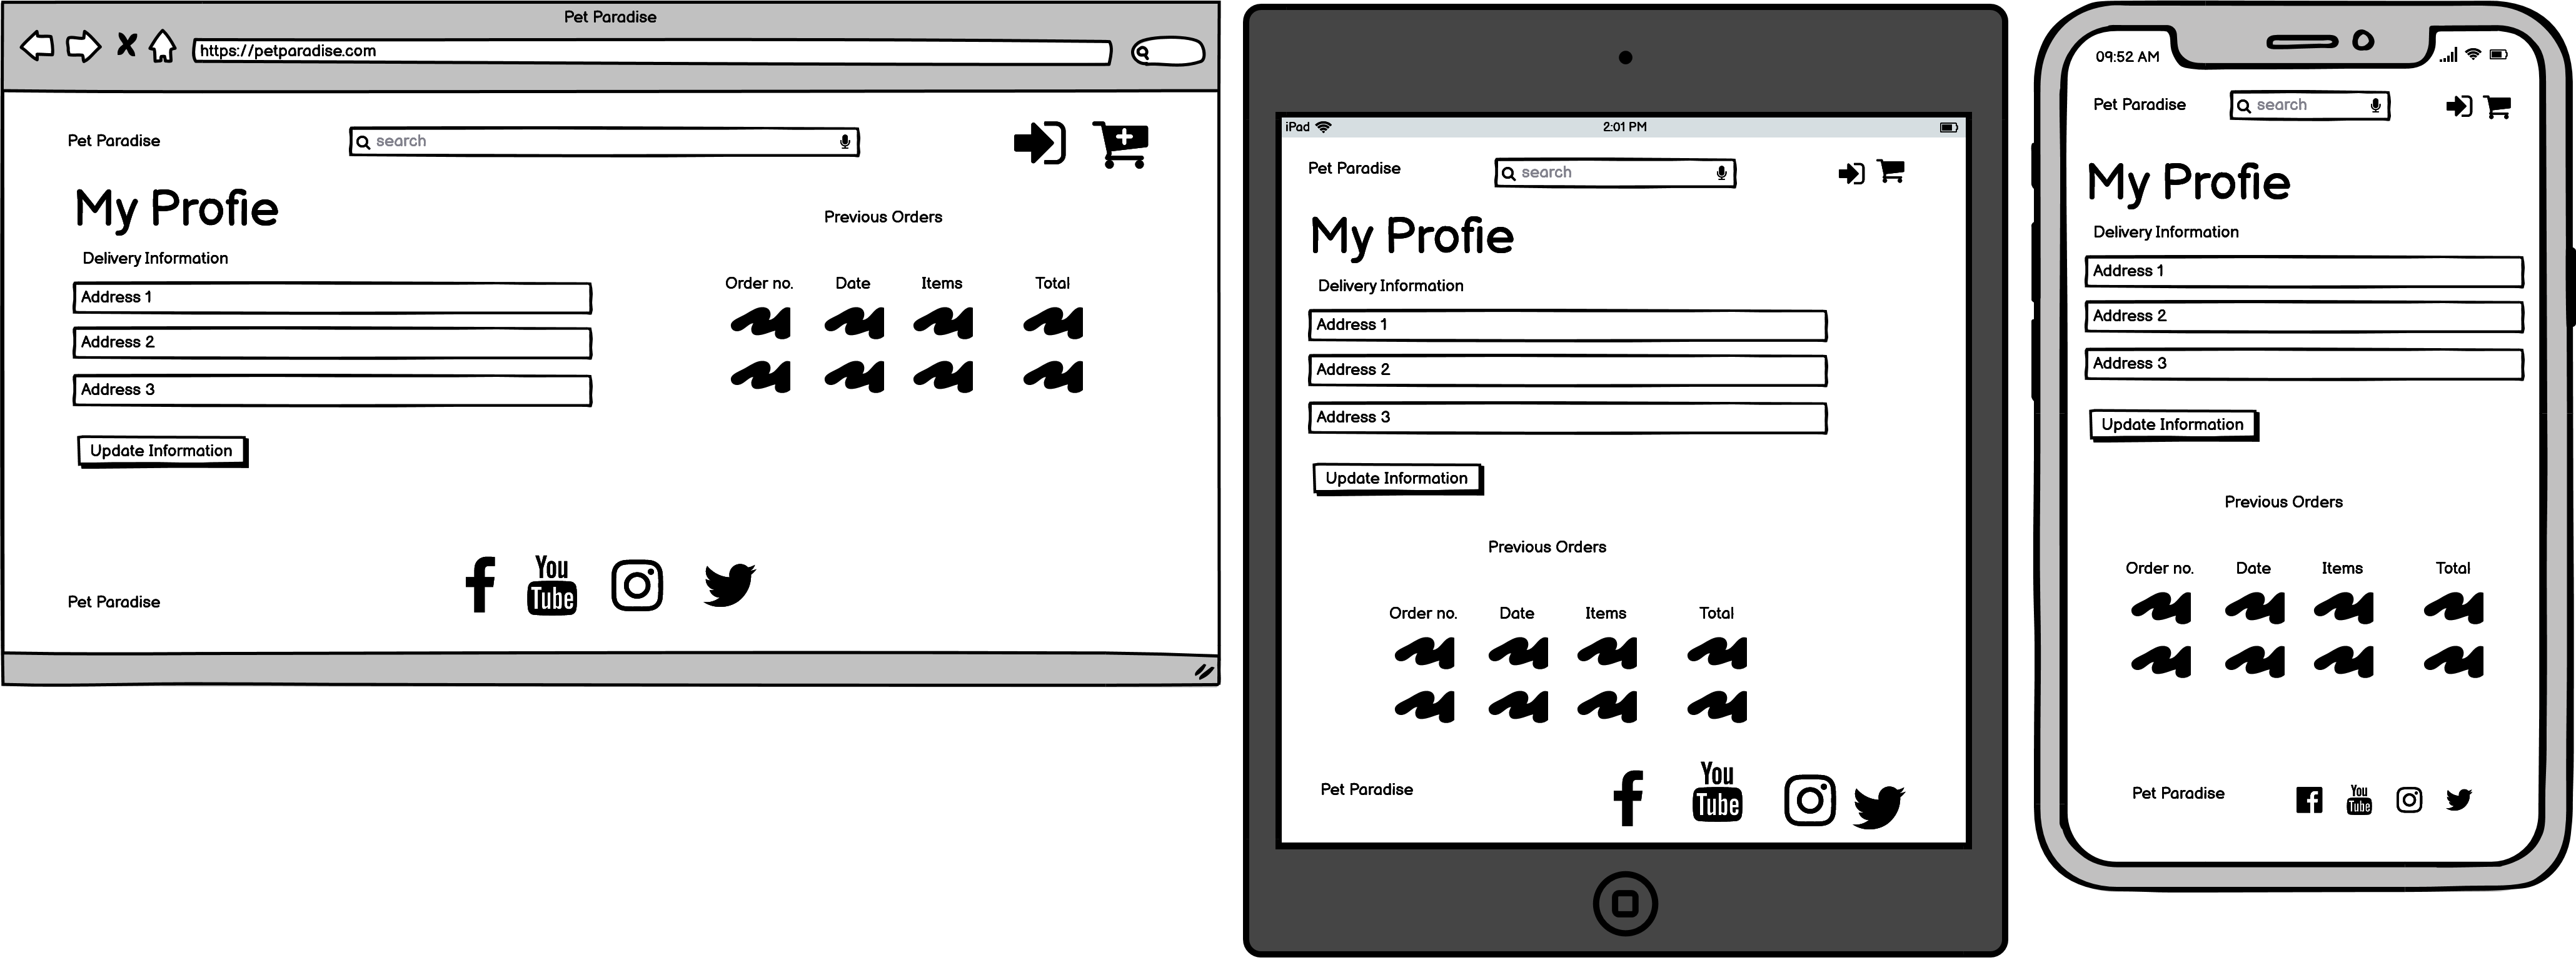 Pet Paradise
https://petparadise.com
Pet Paradise
search
My Profie
Previous Orders
Delivery Information
Order no. Date Items Total
Address 1
Address 2
Address 3
Update Information
Pet Paradise
You
Tube
iPad 2:01 PM
Pet Paradise
search
My Profie
Delivery Information
Address 1
Address 2
Address 3
Update Information
Previous Orders
Order no. Date Items Total
Pet Paradise
You
Tube
09:52 AM
Pet Paradise
search
My Profie
Delivery Information
Address 1
Address 2
Address 3
Update Information
Previous Orders
Order no. Date Items Total
Pet Paradise
You
Tube